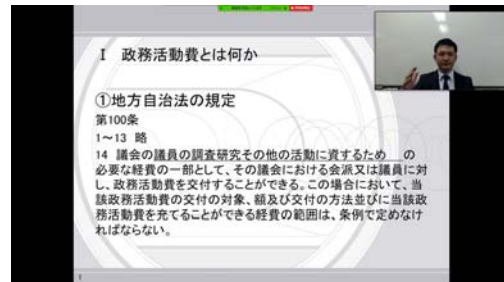 Ⅰ 政務活動費とは何か
①地方自治法の規定
第100条
1～13 略
14 議会の議員の調査研究その他の活動に資するため の
必要な経費の一部として、その議会における会派又は議員に対
し、政務活動費を交付することができる。この場合において、当
該政務活動費の交付の対象、額及び交付の方法並びに当該政
務活動費を充てることができる経費の範囲は、条例で定めなけ
ればならない。
1